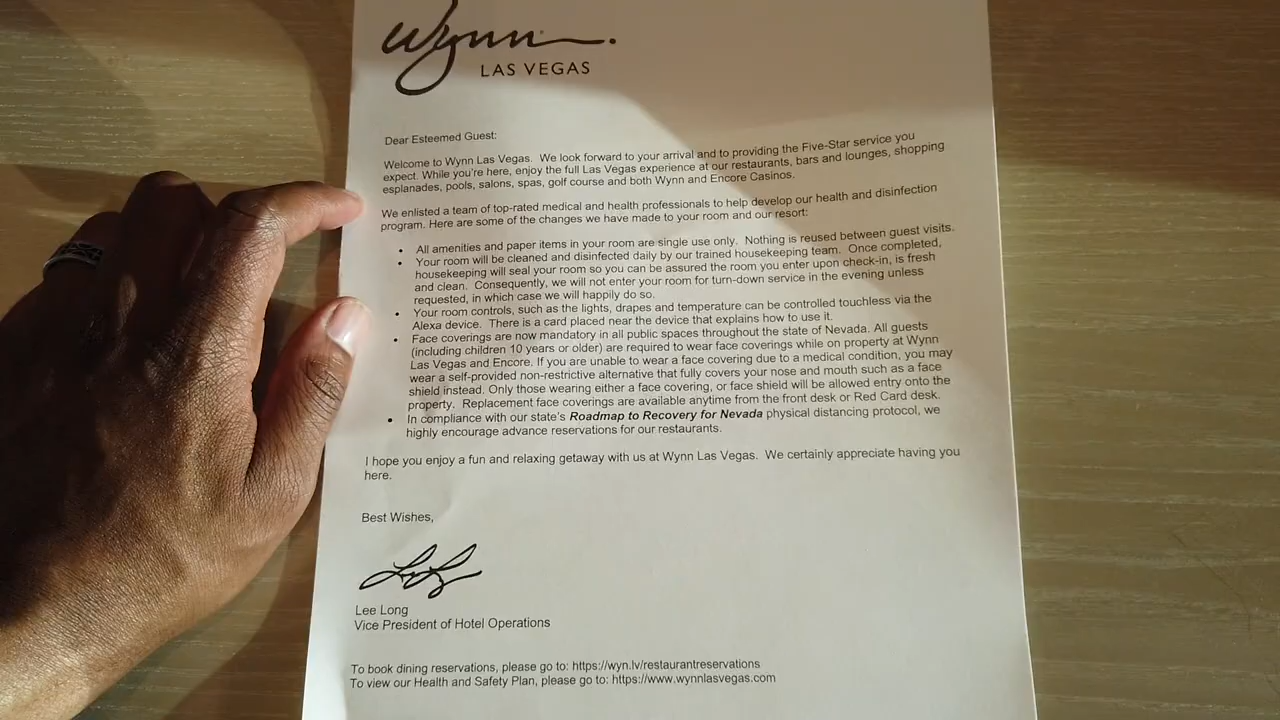 Wynn.
LAS VEGAS
Dear Esteemed Guest:
Welcome to Wynn Las Vegas. We look forward to your arrival and to providing the Five-Star service you
expect. While you're here, enjoy the full Las Vegas experience at our restaurants, bars and lounges, shopping
esplanades, pools, salons, spas, golf course and both Wynn and Encore Casinos.
We enlisted a team of top-rated medical and health professionals to help develop our health and disinfection
program. Here are some of the changes we have made to your room and our resort:
• All amenities and paper items in your room are single use only. Nothing is reused between guest visits.
• Your room will be cleaned and disinfected daily by our trained housekeeping team. Once completed,
housekeeping will seal your room so you can be assured the room you enter upon check-in, is fresh
and clean. Consequently, we will not enter your room for turn-down service in the evening unless
requested, in which case we will happily do so.
• Your room controls, such as the lights, drapes and temperature can be controlled touchless via the
Alexa device. There is a card placed near the device that explains how to use it.
• Face coverings are now mandatory in all public spaces throughout the state of Nevada. All guests
(including children 10 years or older) are required to wear face coverings while on property at Wynn
Las Vegas and Encore. If you are unable to wear a face covering due to a medical condition, you may
wear a self-provided non-restrictive alternative that fully covers your nose and mouth such as a face
shield instead. Only those wearing either a face covering, or face shield will be allowed entry onto the
property. Replacement face coverings are available anytime from the front desk or Red Card desk.
• In compliance with our state's Roadmap to Recovery for Nevada physical distancing protocol, we
highly encourage advance reservations for our restaurants.
I hope you enjoy a fun and relaxing getaway with us at Wynn Las Vegas. We certainly appreciate having you
here.
Best Wishes,
Lee Long
Vice President of Hotel Operations
To book dining reservations, please go to: https://wyn.lv/restaurantreservations
To view our Health and Safety Plan, please go to: https://www.wynnlasvegas.com